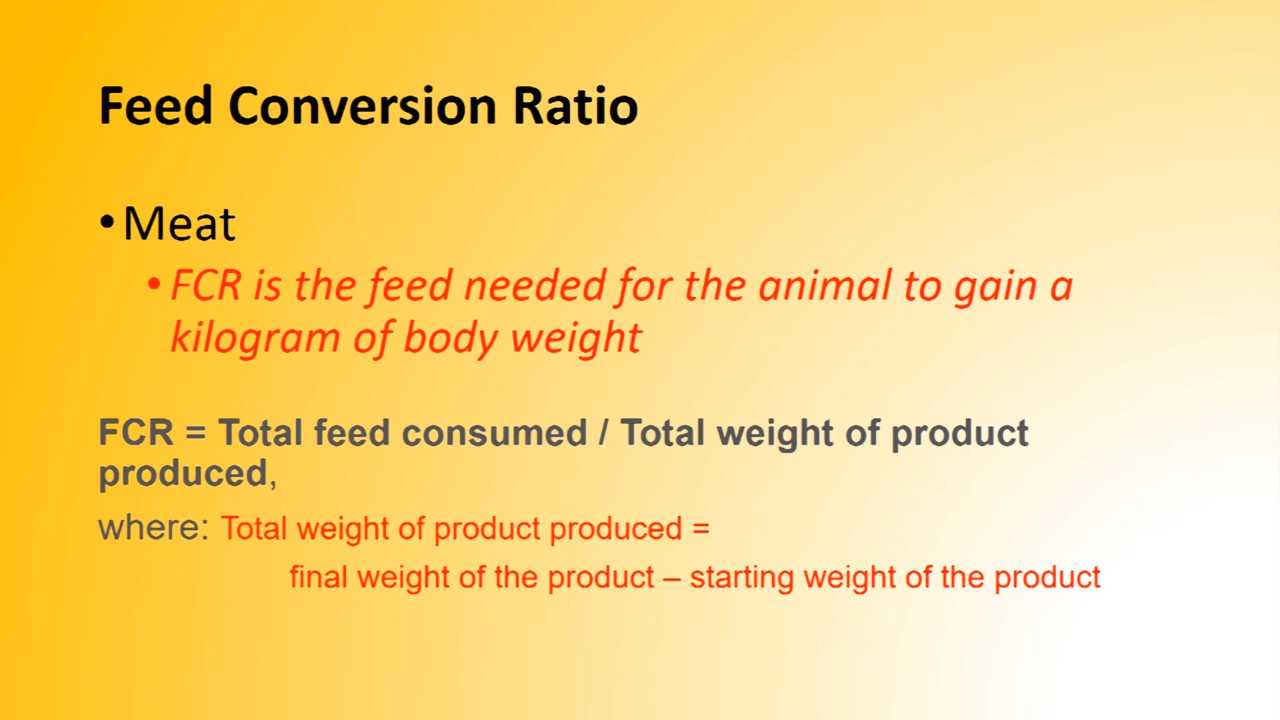 Feed Conversion Ratio
•Meat
•FCR is the feed needed for the animal to gain a
kilogram of body weight
FCR = Total feed consumed / Total weight of product
produced,
where: Total weight of product produced =
final weight of the product – starting weight of the product